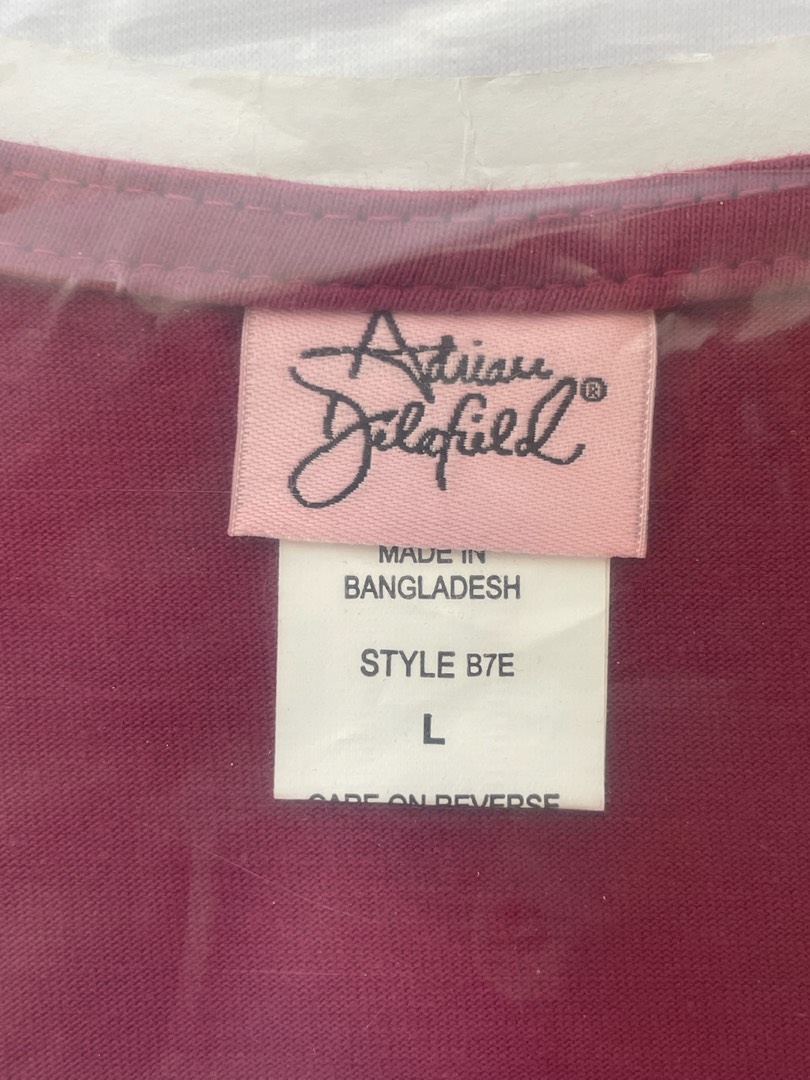 Adrian
Delafield®
MADE IN
BANGLADESH
STYLE B7E
L
CARE ON REVERSE